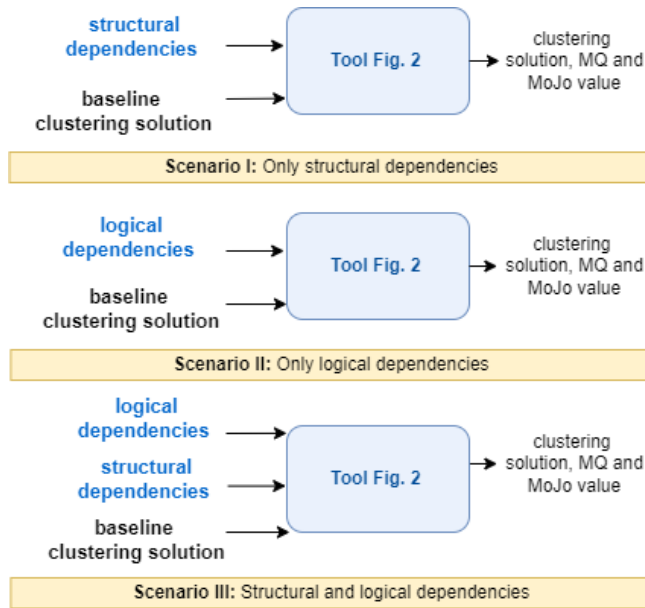 structural
dependencies
baseline
clustering solution
Tool Fig. 2
clustering
solution, MQ and
MoJo value
Scenario I: Only structural dependencies
logical
dependencies
baseline
clustering solution
Tool Fig. 2
clustering
solution, MQ and
MoJo value
Scenario II: Only logical dependencies
logical
dependencies
structural
dependencies
baseline
clustering solution
Tool Fig. 2
clustering
solution, MQ and
MoJo value
Scenario III: Structural and logical dependencies